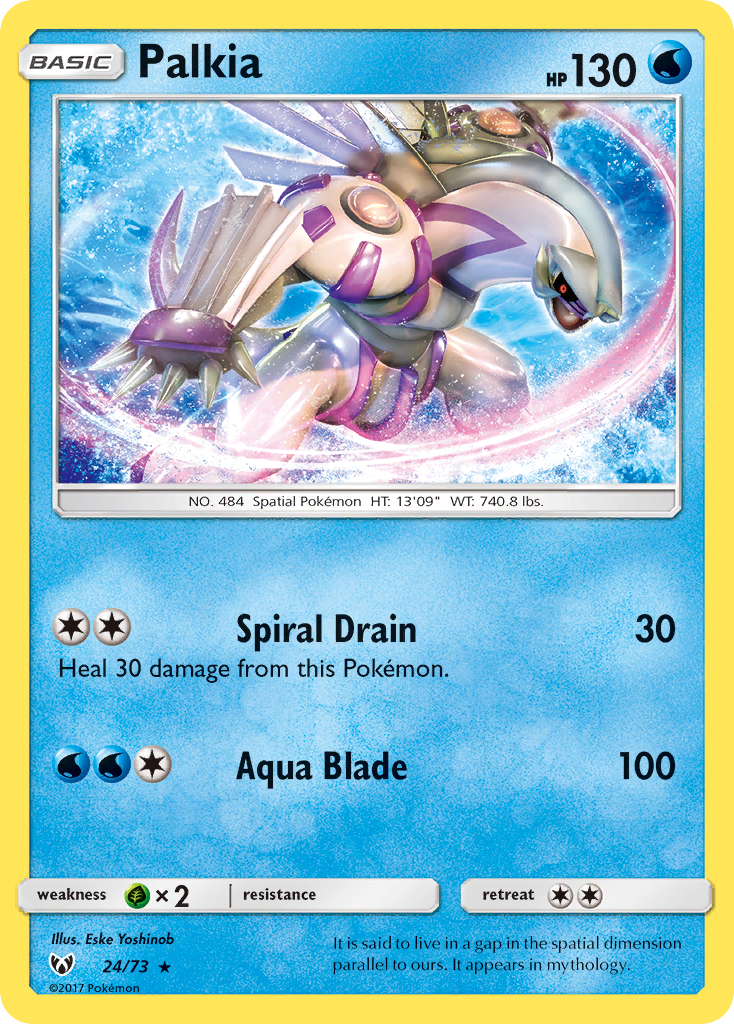 BASIC Palkia HP 130
NO. 484 Spatial Pokémon HT: 13'09" WT: 740.8 lbs.
Spiral Drain 30
Heal 30 damage from this Pokémon.
Aqua Blade 100
weakness × 2 resistance retreat
Illus. Eske Yoshinob
24/73
©2017 Pokémon
It is said to live in a gap in the spatial dimension
parallel to ours. It appears in mythology.